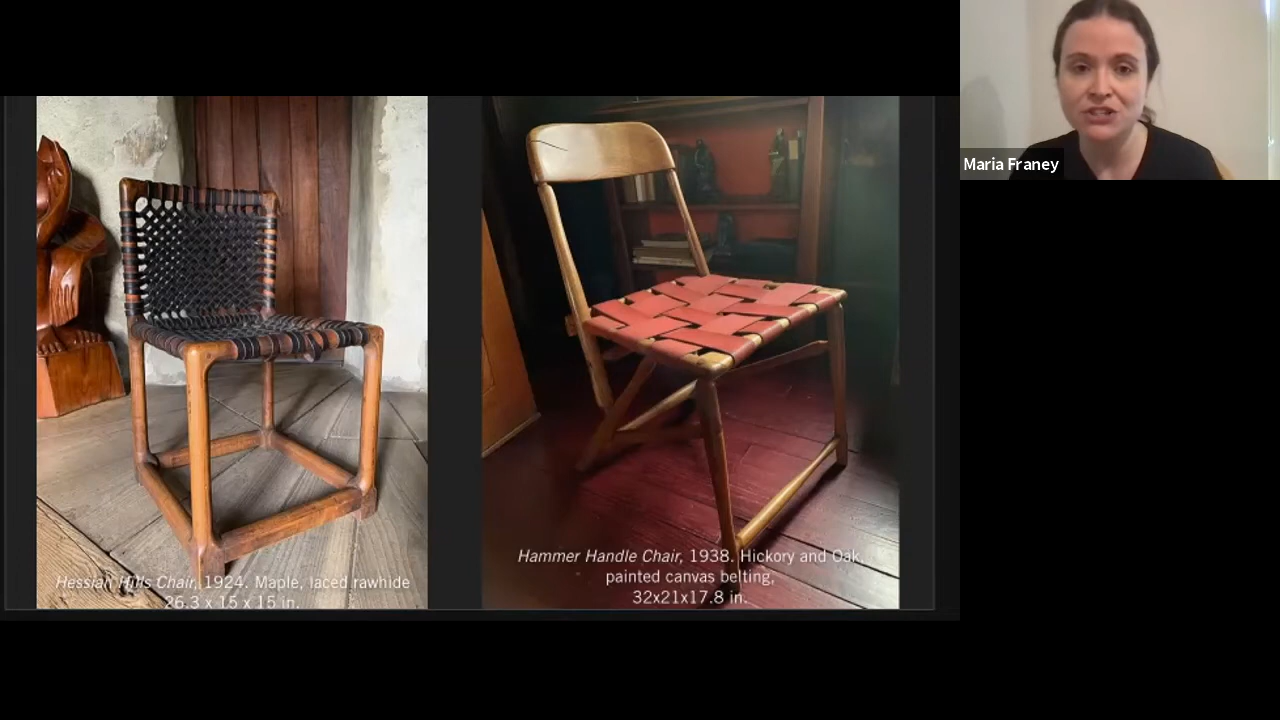 Maria Franey
Hessian Hills Chair, 1924. Maple, laced rawhide
26.3 x 15 x 15 in.
Hammer Handle Chair, 1938. Hickory and Oak,
painted canvas belting,
32x21x17.8 in.